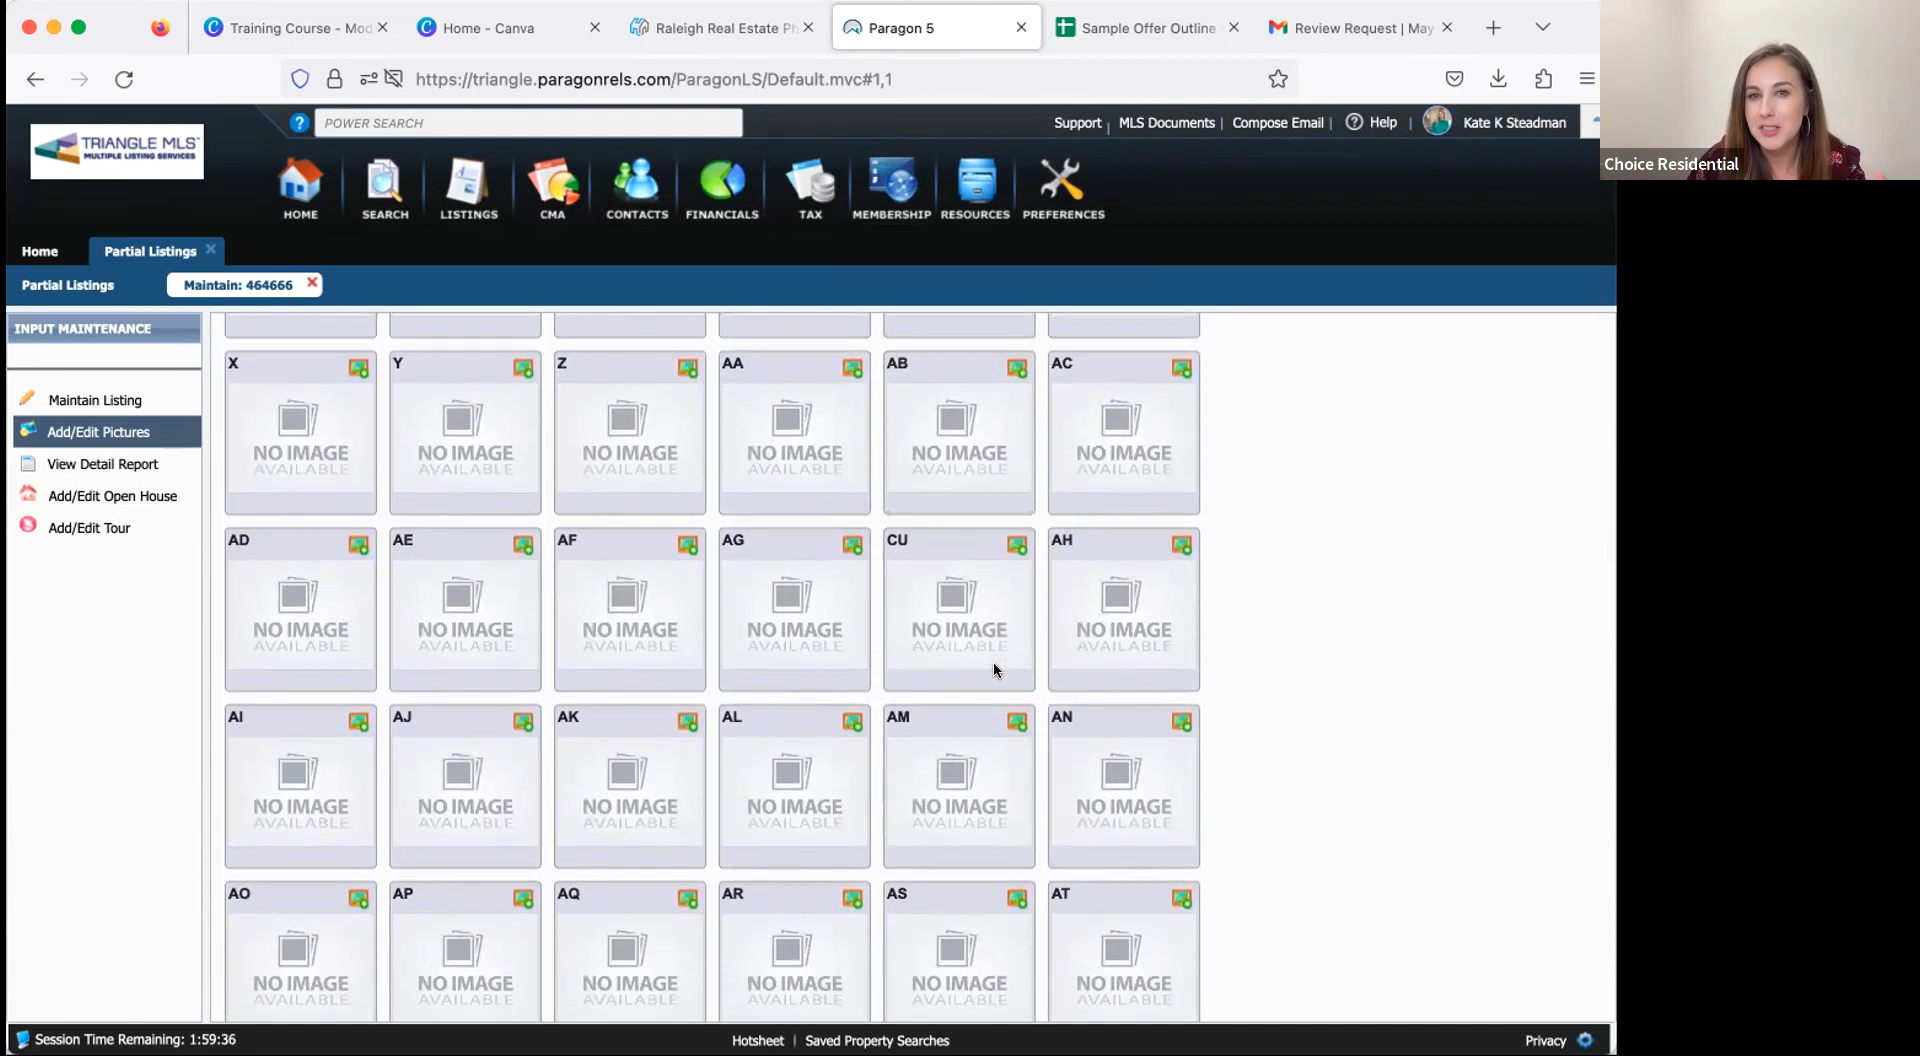 Training Course - Mod
Home - Canva
Raleigh Real Estate Ph
Paragon 5
Sample Offer Outline
Review Request | May
https://triangle.paragonrels.com/ParagonLS/Default.mvc#1,1
TRIANGLE MLS
MULTIPLE LISTING SERVICES
? POWER SEARCH
Support | MLS Documents | Compose Email | ? Help | Kate K Steadman
Choice Residential
HOME SEARCH LISTINGS CMA CONTACTS FINANCIALS TAX MEMBERSHIP RESOURCES PREFERENCES
Home Partial Listings
Partial Listings Maintain: 464666
INPUT MAINTENANCE
Maintain Listing
Add/Edit Pictures
View Detail Report
Add/Edit Open House
Add/Edit Tour
X Y Z AA AB AC
NO IMAGE NO IMAGE NO IMAGE NO IMAGE NO IMAGE NO IMAGE
AVAILABLE AVAILABLE AVAILABLE AVAILABLE AVAILABLE AVAILABLE
AD AE AF AG CU AH
NO IMAGE NO IMAGE NO IMAGE NO IMAGE NO IMAGE NO IMAGE
AVAILABLE AVAILABLE AVAILABLE AVAILABLE AVAILABLE AVAILABLE
AI AJ AK AL AM AN
NO IMAGE NO IMAGE NO IMAGE NO IMAGE NO IMAGE NO IMAGE
AVAILABLE AVAILABLE AVAILABLE AVAILABLE AVAILABLE AVAILABLE
AO AP AQ AR AS AT
NO IMAGE NO IMAGE NO IMAGE NO IMAGE NO IMAGE NO IMAGE
AVAILABLE AVAILABLE AVAILABLE AVAILABLE AVAILABLE AVAILABLE
Session Time Remaining: 1:59:36
Hotsheet | Saved Property Searches
Privacy